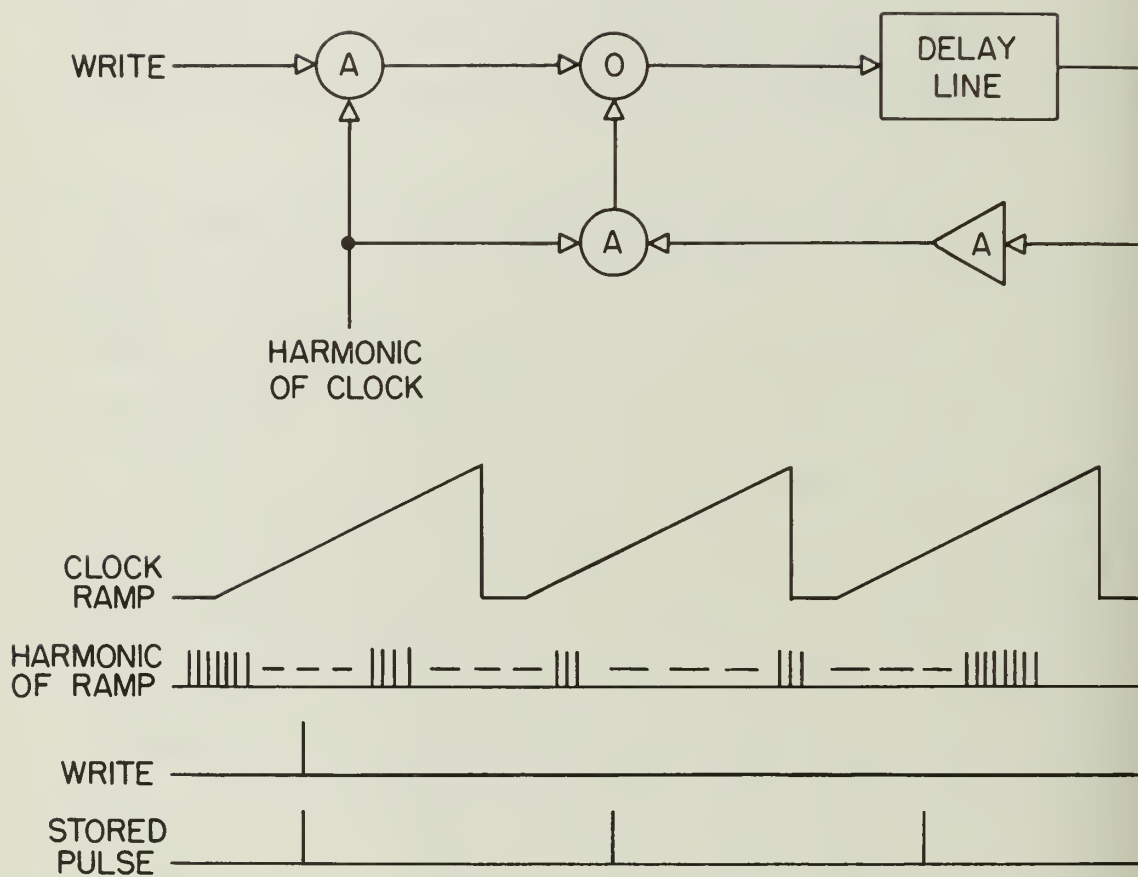 WRITE
A
O
DELAY
LINE
A
A
HARMONIC
OF CLOCK
CLOCK
RAMP
HARMONIC
OF RAMP
WRITE
STORED
PULSE